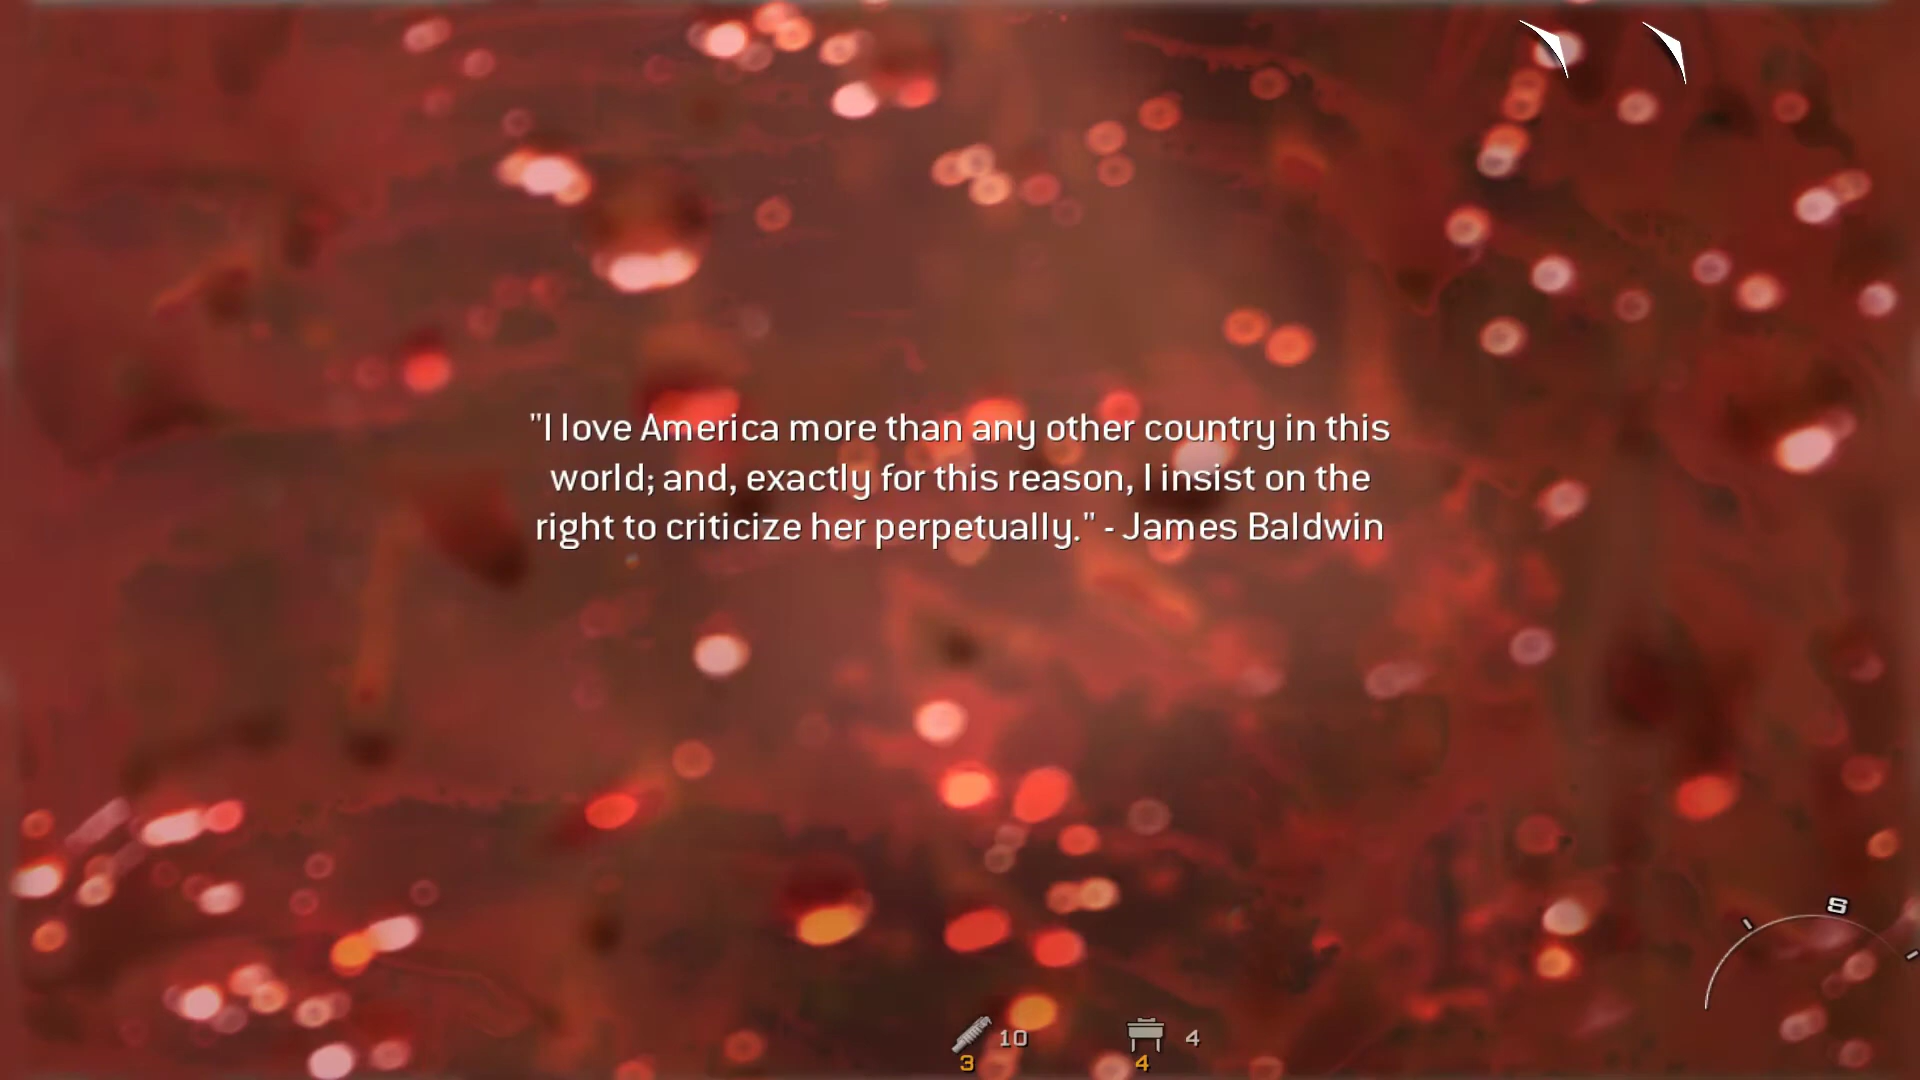 "I love America more than any other country in this
world; and, exactly for this reason, I insist on the
right to criticize her perpetually." - James Baldwin
S
10 4
3 4